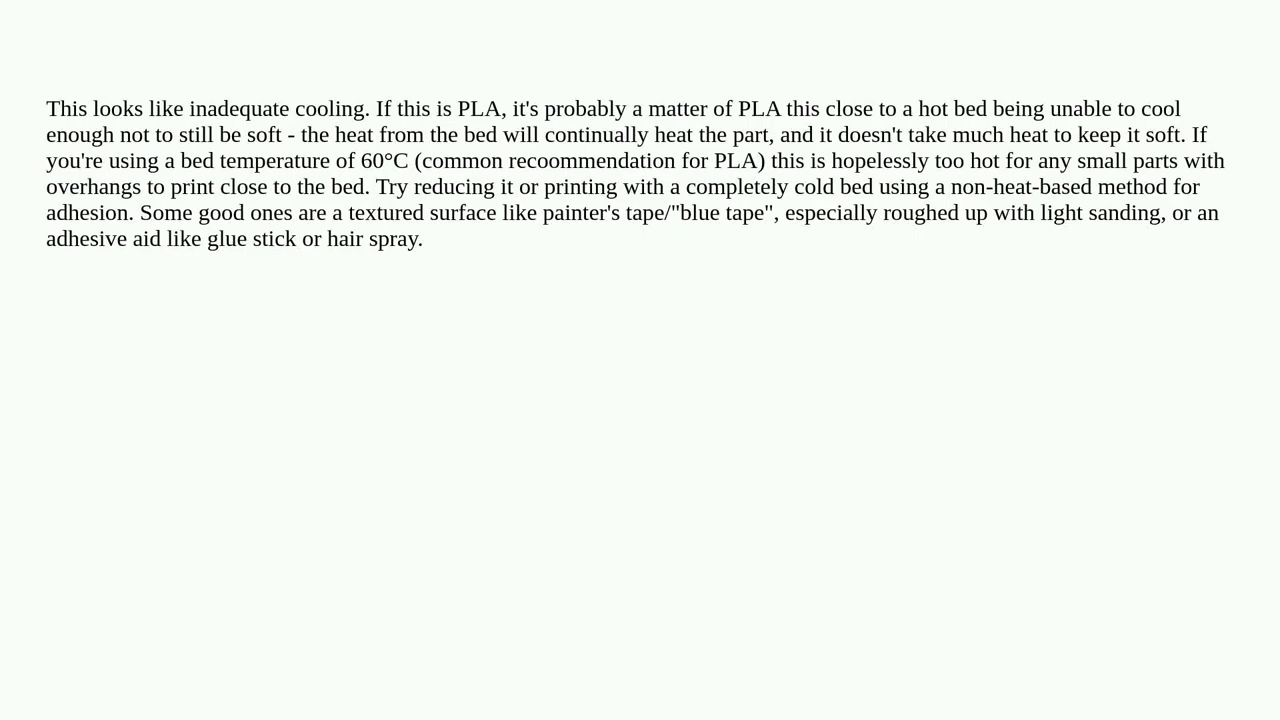 This looks like inadequate cooling. If this is PLA, it's probably a matter of PLA this close to a hot bed being unable to cool
enough not to still be soft - the heat from the bed will continually heat the part, and it doesn't take much heat to keep it soft. If
you're using a bed temperature of 60°C (common recoommendation for PLA) this is hopelessly too hot for any small parts with
overhangs to print close to the bed. Try reducing it or printing with a completely cold bed using a non-heat-based method for
adhesion. Some good ones are a textured surface like painter's tape/"blue tape", especially roughed up with light sanding, or an
adhesive aid like glue stick or hair spray.